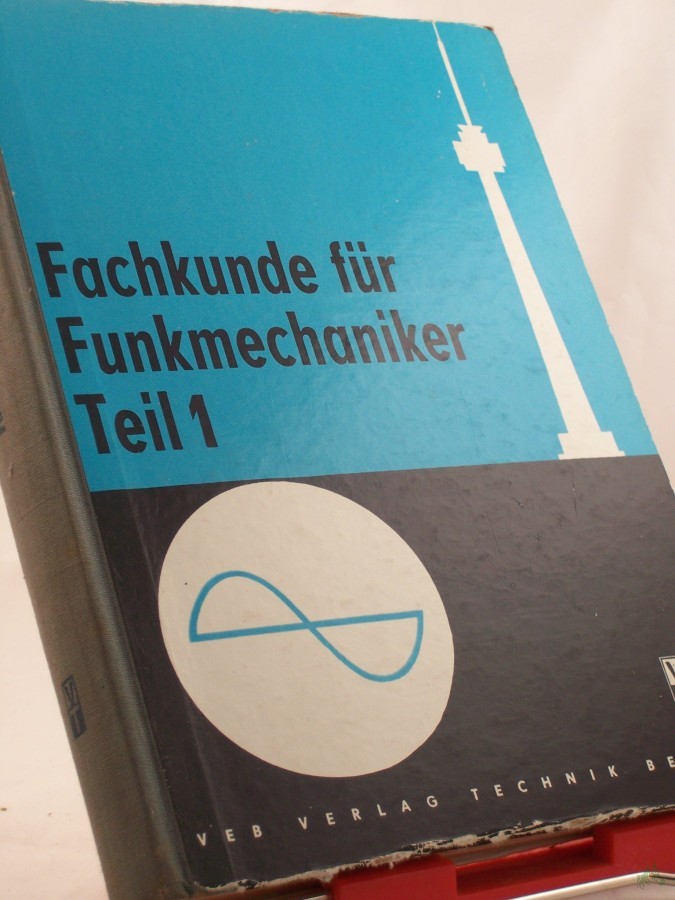 Fachkunde für
Funkmechaniker
Teil 1
VEB VERLAG TECHNIK BE